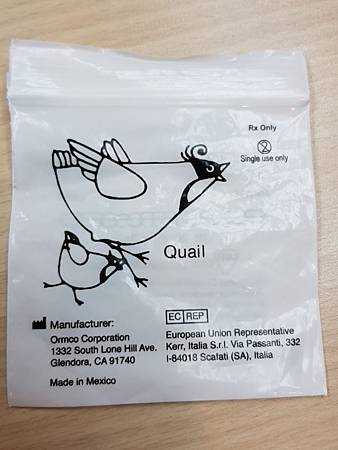 Rx Only
Single use only
Quail
Manufacturer:
Ormco Corporation
1332 South Lone Hill Ave.
Glendora, CA 91740
Made in Mexico
EC REP
European Union Representative
Kerr, Italia S.r.l. Via Passanti, 332
I-84018 Scafati (SA), Italia